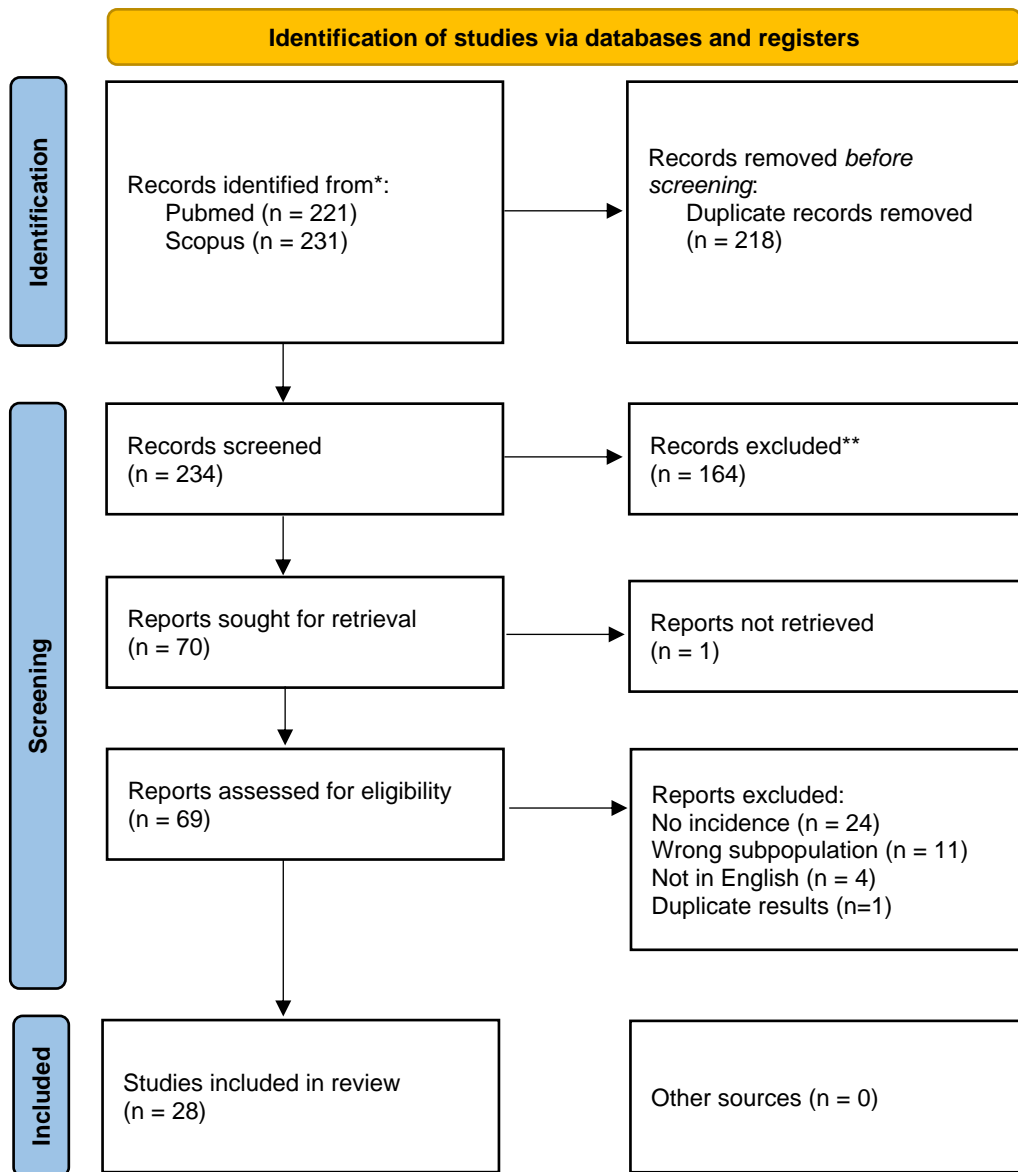 Identification of studies via databases and registers
Identification
Records identified from*:
Pubmed (n = 221)
Scopus (n = 231)
Records removed before
screening:
Duplicate records removed
(n = 218)
Screening
Records screened
(n = 234)
Records excluded**
(n = 164)
Reports sought for retrieval
(n = 70)
Reports not retrieved
(n = 1)
Reports assessed for eligibility
(n = 69)
Reports excluded:
No incidence (n = 24)
Wrong subpopulation (n = 11)
Not in English (n = 4)
Duplicate results (n=1)
Included
Studies included in review
(n = 28)
Other sources (n = 0)